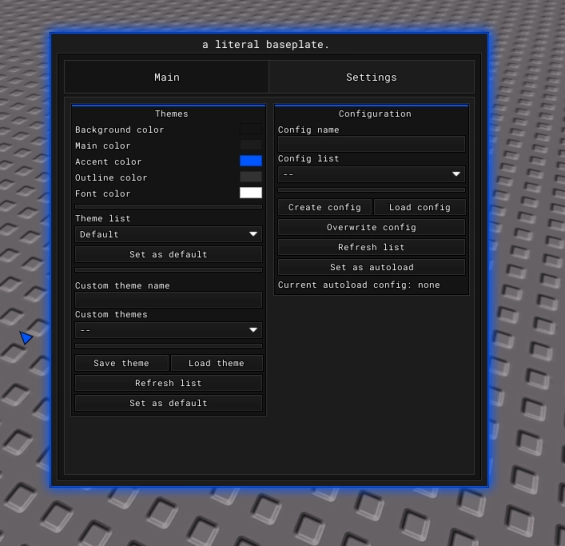 a literal baseplate.
Main
Settings
Themes
Background color
Main color
Accent color
Outline color
Font color
Theme list
Default
Set as default
Custom theme name
Custom themes
--
Save theme
Load theme
Refresh list
Set as default
Configuration
Config name
Config list
--
Create config
Load config
Overwrite config
Refresh list
Set as autoload
Current autoload config: none